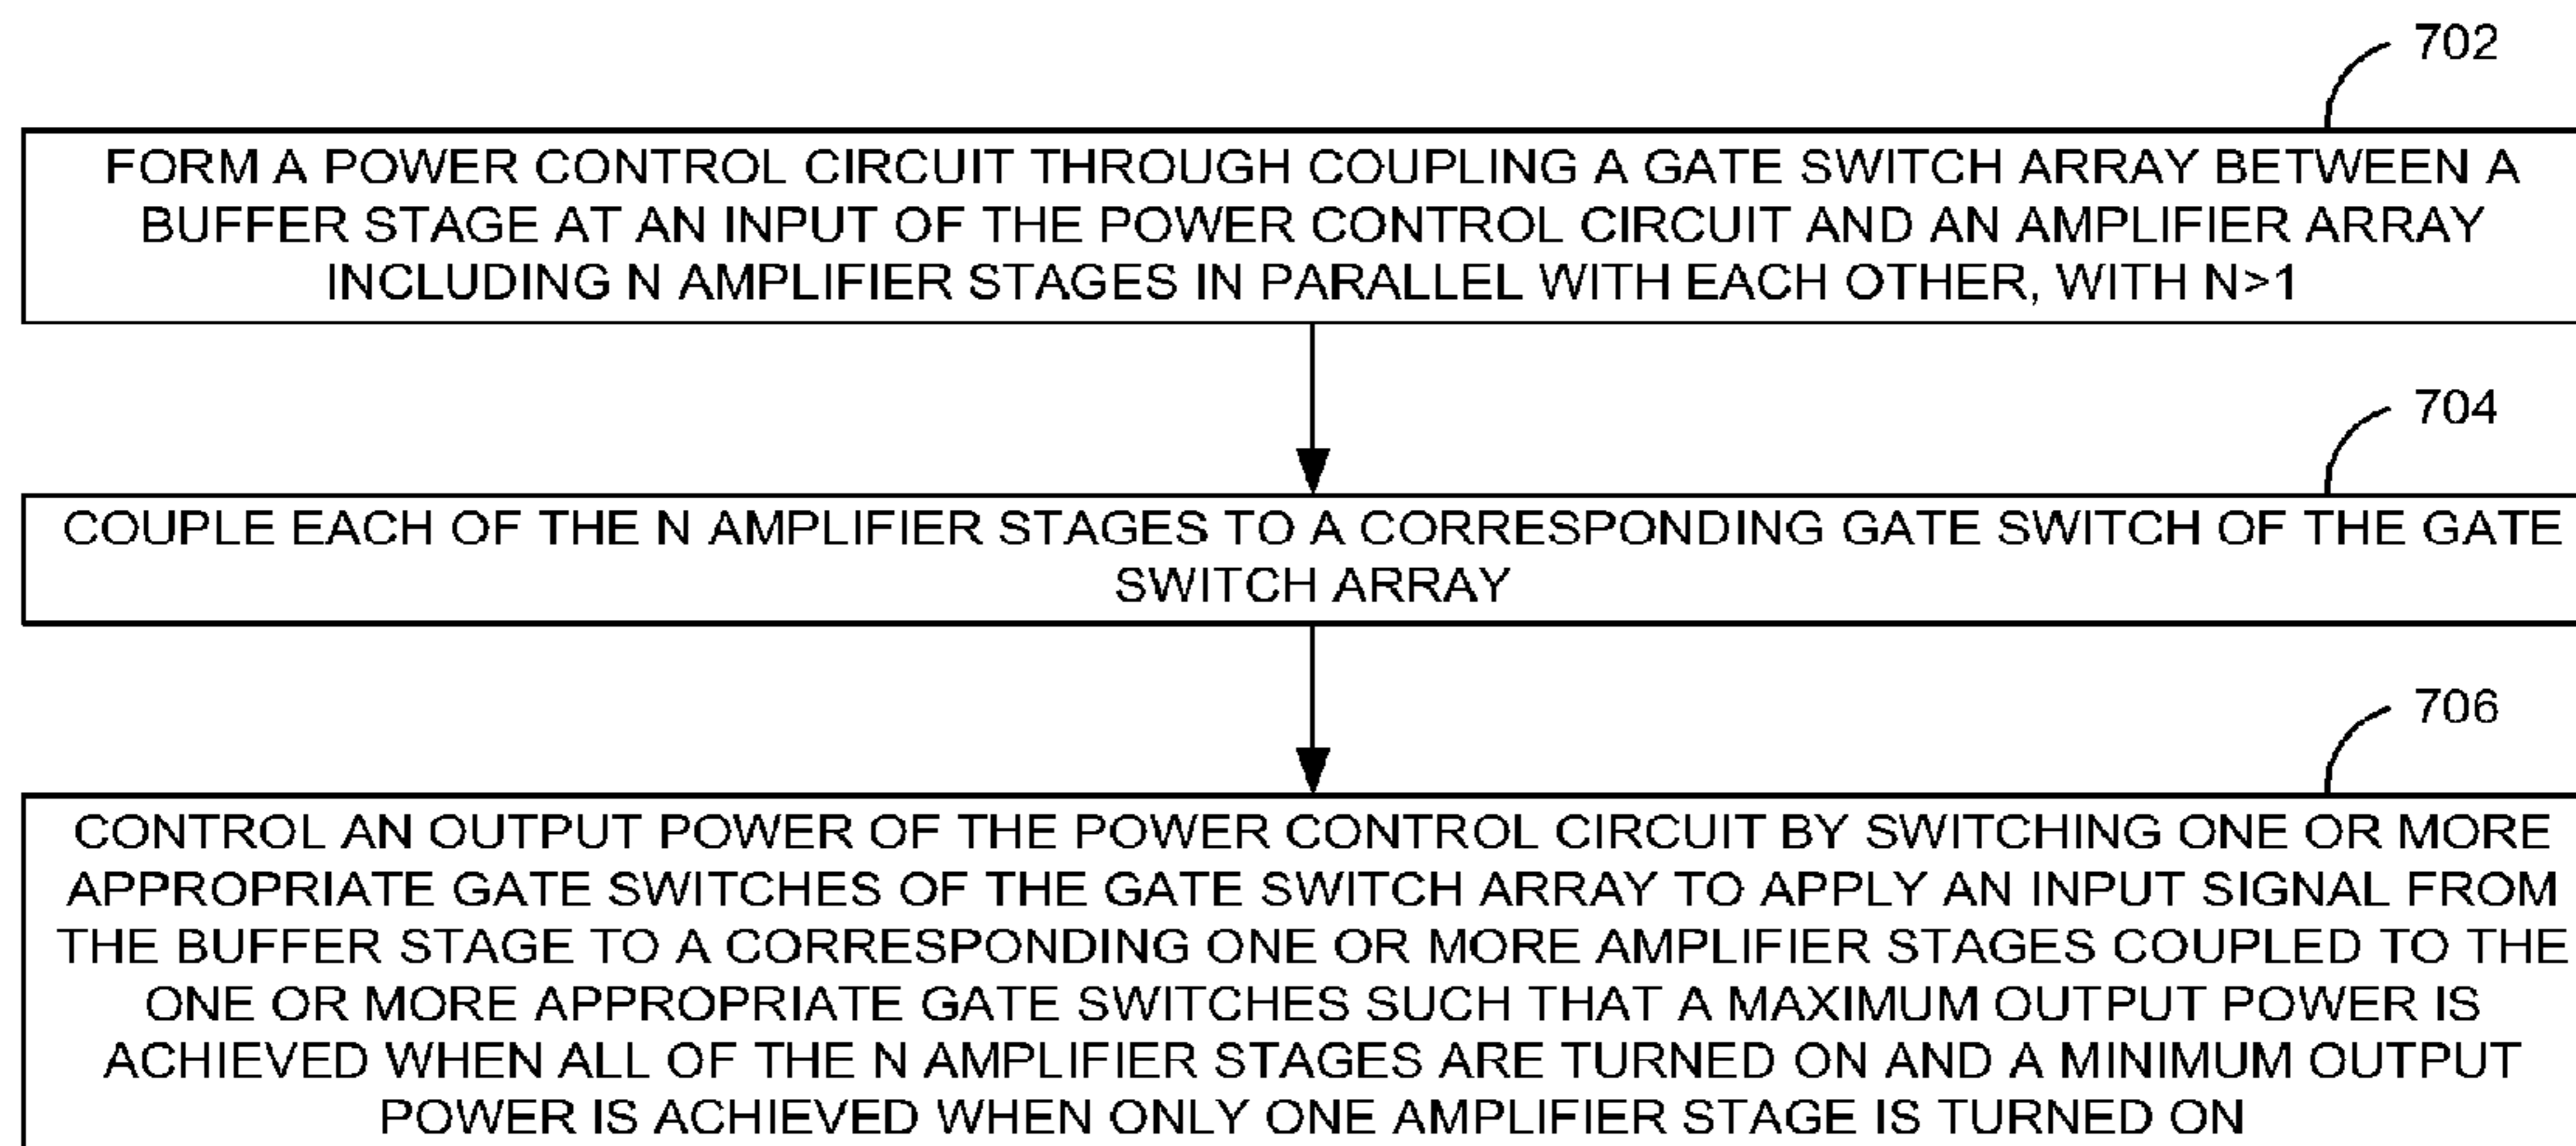 702
FORM A POWER CONTROL CIRCUIT THROUGH COUPLING A GATE SWITCH ARRAY BETWEEN A
BUFFER STAGE AT AN INPUT OF THE POWER CONTROL CIRCUIT AND AN AMPLIFIER ARRAY
INCLUDING N AMPLIFIER STAGES IN PARALLEL WITH EACH OTHER, WITH N>1
704
COUPLE EACH OF THE N AMPLIFIER STAGES TO A CORRESPONDING GATE SWITCH OF THE GATE
SWITCH ARRAY
706
CONTROL AN OUTPUT POWER OF THE POWER CONTROL CIRCUIT BY SWITCHING ONE OR MORE
APPROPRIATE GATE SWITCHES OF THE GATE SWITCH ARRAY TO APPLY AN INPUT SIGNAL FROM
THE BUFFER STAGE TO A CORRESPONDING ONE OR MORE AMPLIFIER STAGES COUPLED TO THE
ONE OR MORE APPROPRIATE GATE SWITCHES SUCH THAT A MAXIMUM OUTPUT POWER IS
ACHIEVED WHEN ALL OF THE N AMPLIFIER STAGES ARE TURNED ON AND A MINIMUM OUTPUT
POWER IS ACHIEVED WHEN ONLY ONE AMPLIFIER STAGE IS TURNED ON